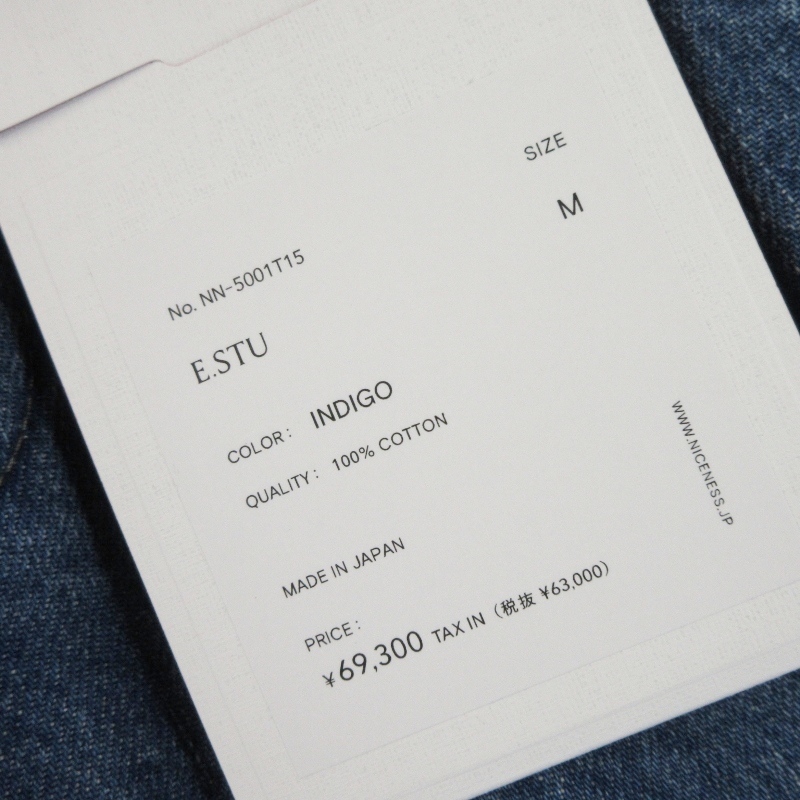 SIZE
M
No. NN-5001T15
E.STU
COLOR : INDIGO
QUALITY : 100% COTTON
MADE IN JAPAN
PRICE :
¥69,300 TAX IN (税抜 ¥63,000)
WWW.NICENESS.JP